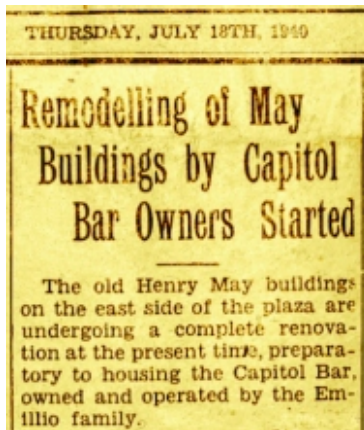 THURSDAY, JULY 18TH, 1940
Remodelling of May
Buildings by Capitol
Bar Owners Started
The old Henry May buildings
on the east side of the plaza are
undergoing a complete renova-
tion at the present time, prepara-
tory to housing the Capitol Bar,
owned and operated by the Em-
illio family.